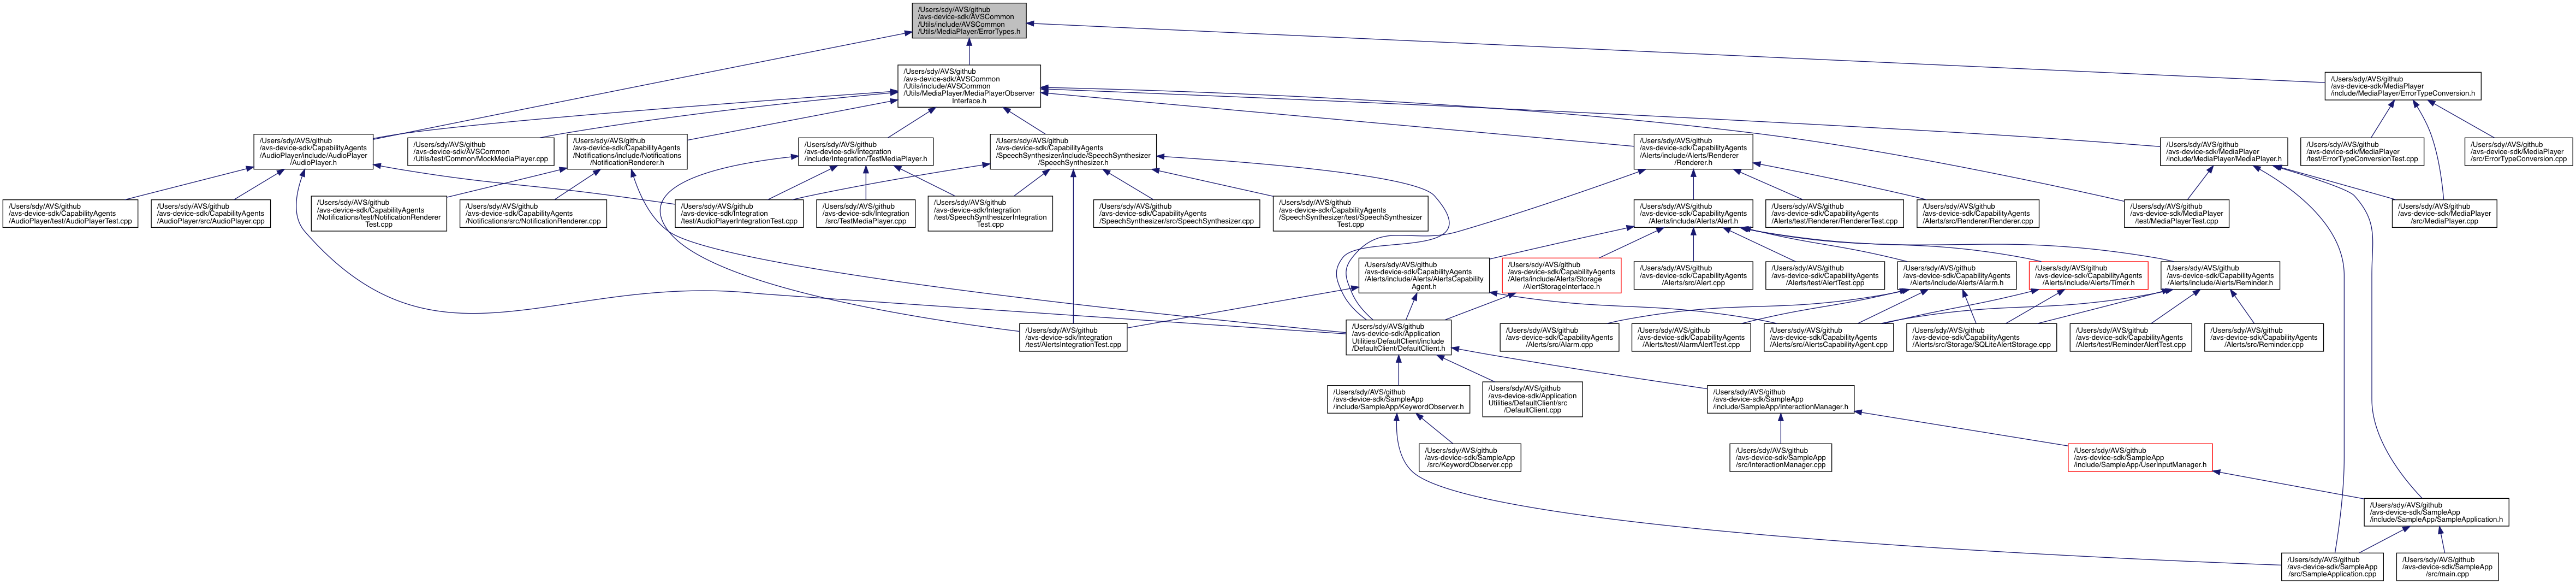 /Users/sdy/AVS/github
/avs-device-sdk/AVSCommon
/Utils/include/AVSCommon
/Utils/MediaPlayer/ErrorTypes.h
/Users/sdy/AVS/github
/avs-device-sdk/AVSCommon
/Utils/include/AVSCommon
/Utils/MediaPlayer/MediaPlayerObserver
Interface.h
/Users/sdy/AVS/github
/avs-device-sdk/MediaPlayer
/include/MediaPlayer/ErrorTypeConversion.h
/Users/sdy/AVS/github
/avs-device-sdk/CapabilityAgents
/AudioPlayer/include/AudioPlayer
/AudioPlayer.h
/Users/sdy/AVS/github
/avs-device-sdk/AVSCommon
/Utils/test/Common/MockMediaPlayer.cpp
/Users/sdy/AVS/github
/avs-device-sdk/CapabilityAgents
/Notifications/include/Notifications
/NotificationRenderer.h
/Users/sdy/AVS/github
/avs-device-sdk/Integration
/include/Integration/TestMediaPlayer.h
/Users/sdy/AVS/github
/avs-device-sdk/CapabilityAgents
/SpeechSynthesizer/include/SpeechSynthesizer
/SpeechSynthesizer.h
/Users/sdy/AVS/github
/avs-device-sdk/CapabilityAgents
/Alerts/include/Alerts/Renderer
/Renderer.h
/Users/sdy/AVS/github
/avs-device-sdk/MediaPlayer
/include/MediaPlayer/MediaPlayer.h
/Users/sdy/AVS/github
/avs-device-sdk/MediaPlayer
/test/ErrorTypeConversionTest.cpp
/Users/sdy/AVS/github
/avs-device-sdk/MediaPlayer
/src/ErrorTypeConversion.cpp
/Users/sdy/AVS/github
/avs-device-sdk/CapabilityAgents
/AudioPlayer/test/AudioPlayerTest.cpp
/Users/sdy/AVS/github
/avs-device-sdk/CapabilityAgents
/AudioPlayer/src/AudioPlayer.cpp
/Users/sdy/AVS/github
/avs-device-sdk/CapabilityAgents
/Notifications/test/NotificationRenderer
Test.cpp
/Users/sdy/AVS/github
/avs-device-sdk/CapabilityAgents
/Notifications/src/NotificationRenderer.cpp
/Users/sdy/AVS/github
/avs-device-sdk/Integration
/test/AudioPlayerIntegrationTest.cpp
/Users/sdy/AVS/github
/avs-device-sdk/Integration
/src/TestMediaPlayer.cpp
/Users/sdy/AVS/github
/avs-device-sdk/Integration
/test/SpeechSynthesizerIntegration
Test.cpp
/Users/sdy/AVS/github
/avs-device-sdk/CapabilityAgents
/SpeechSynthesizer/src/SpeechSynthesizer.cpp
/Users/sdy/AVS/github
/avs-device-sdk/CapabilityAgents
/SpeechSynthesizer/test/SpeechSynthesizer
Test.cpp
/Users/sdy/AVS/github
/avs-device-sdk/CapabilityAgents
/Alerts/include/Alerts/Alert.h
/Users/sdy/AVS/github
/avs-device-sdk/CapabilityAgents
/Alerts/test/Renderer/RendererTest.cpp
/Users/sdy/AVS/github
/avs-device-sdk/CapabilityAgents
/Alerts/src/Renderer/Renderer.cpp
/Users/sdy/AVS/github
/avs-device-sdk/MediaPlayer
/test/MediaPlayerTest.cpp
/Users/sdy/AVS/github
/avs-device-sdk/MediaPlayer
/src/MediaPlayer.cpp
/Users/sdy/AVS/github
/avs-device-sdk/CapabilityAgents
/Alerts/include/Alerts/AlertsCapability
Agent.h
/Users/sdy/AVS/github
/avs-device-sdk/CapabilityAgents
/Alerts/include/Alerts/Storage
/AlertStorageInterface.h
/Users/sdy/AVS/github
/avs-device-sdk/CapabilityAgents
/Alerts/src/Alert.cpp
/Users/sdy/AVS/github
/avs-device-sdk/CapabilityAgents
/Alerts/test/AlertTest.cpp
/Users/sdy/AVS/github
/avs-device-sdk/CapabilityAgents
/Alerts/include/Alerts/Alarm.h
/Users/sdy/AVS/github
/avs-device-sdk/CapabilityAgents
/Alerts/include/Alerts/Timer.h
/Users/sdy/AVS/github
/avs-device-sdk/CapabilityAgents
/Alerts/include/Alerts/Reminder.h
/Users/sdy/AVS/github
/avs-device-sdk/Integration
/test/AlertsIntegrationTest.cpp
/Users/sdy/AVS/github
/avs-device-sdk/Application
Utilities/DefaultClient/include
/DefaultClient/DefaultClient.h
/Users/sdy/AVS/github
/avs-device-sdk/CapabilityAgents
/Alerts/src/Alarm.cpp
/Users/sdy/AVS/github
/avs-device-sdk/CapabilityAgents
/Alerts/test/AlarmAlertTest.cpp
/Users/sdy/AVS/github
/avs-device-sdk/CapabilityAgents
/Alerts/src/AlertsCapabilityAgent.cpp
/Users/sdy/AVS/github
/avs-device-sdk/CapabilityAgents
/Alerts/src/Storage/SQLiteAlertStorage.cpp
/Users/sdy/AVS/github
/avs-device-sdk/CapabilityAgents
/Alerts/test/ReminderAlertTest.cpp
/Users/sdy/AVS/github
/avs-device-sdk/CapabilityAgents
/Alerts/src/Reminder.cpp
/Users/sdy/AVS/github
/avs-device-sdk/SampleApp
/include/SampleApp/KeywordObserver.h
/Users/sdy/AVS/github
/avs-device-sdk/Application
Utilities/DefaultClient/src
/DefaultClient.cpp
/Users/sdy/AVS/github
/avs-device-sdk/SampleApp
/include/SampleApp/InteractionManager.h
/Users/sdy/AVS/github
/avs-device-sdk/SampleApp
/src/KeywordObserver.cpp
/Users/sdy/AVS/github
/avs-device-sdk/SampleApp
/src/InteractionManager.cpp
/Users/sdy/AVS/github
/avs-device-sdk/SampleApp
/include/SampleApp/UserInputManager.h
/Users/sdy/AVS/github
/avs-device-sdk/SampleApp
/include/SampleApp/SampleApplication.h
/Users/sdy/AVS/github
/avs-device-sdk/SampleApp
/src/SampleApplication.cpp
/Users/sdy/AVS/github
/avs-device-sdk/SampleApp
/src/main.cpp